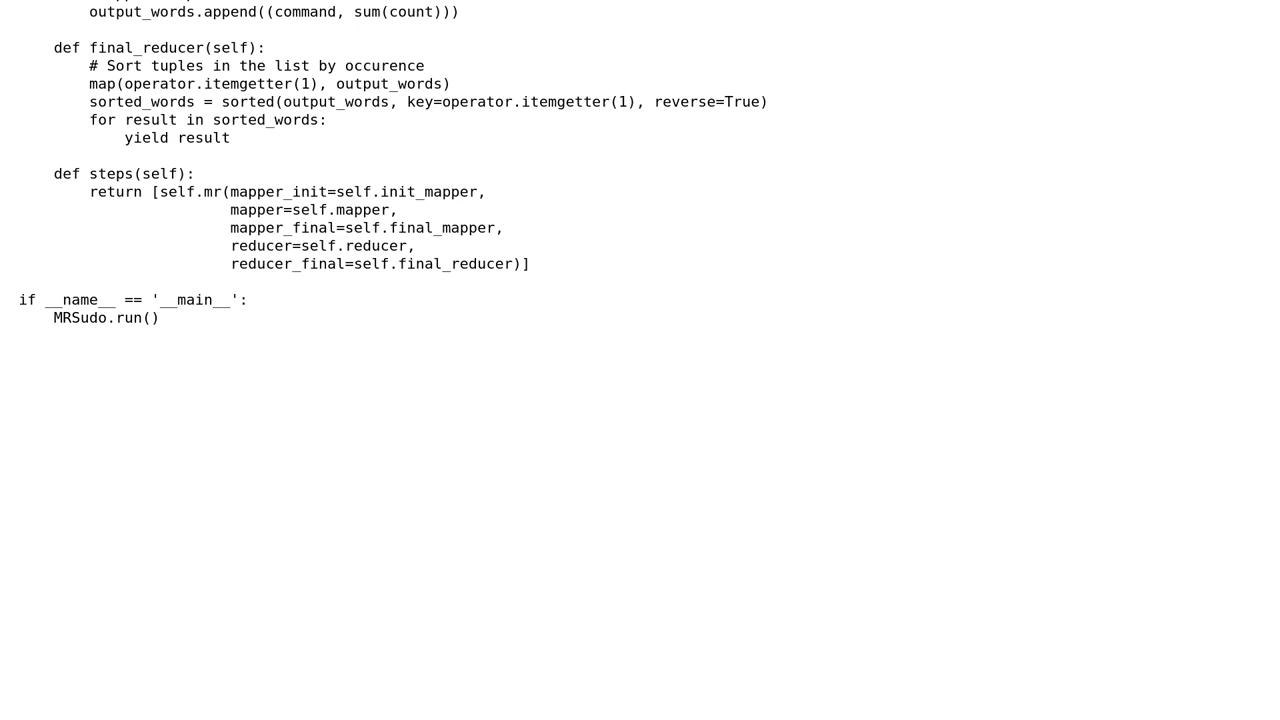 output_words.append((command, sum(count)))
def final_reducer(self):
# Sort tuples in the list by occurence
map(operator.itemgetter(1), output_words)
sorted_words = sorted(output_words, key=operator.itemgetter(1), reverse=True)
for result in sorted_words:
yield result
def steps(self):
return [self.mr(mapper_init=self.init_mapper,
mapper=self.mapper,
mapper_final=self.final_mapper,
reducer=self.reducer,
reducer_final=self.final_reducer)]
if __name__ == '__main__':
MRSudo.run()